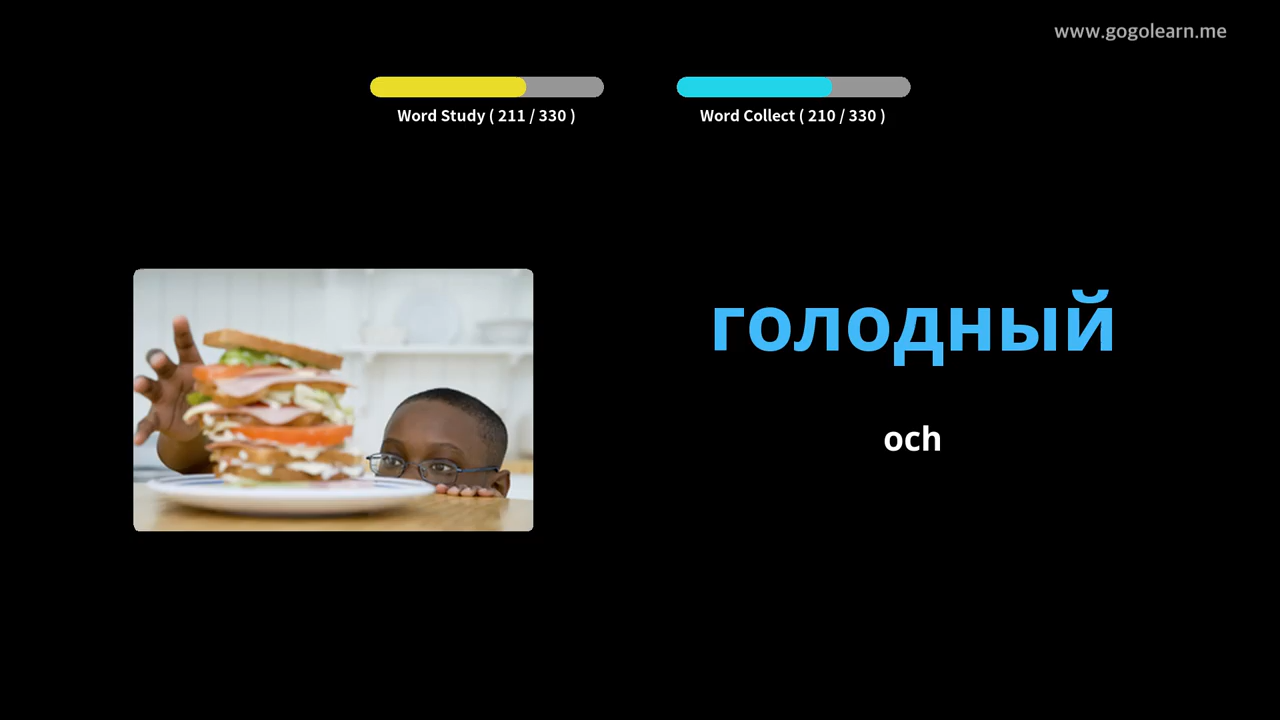 www.gogolearn.me
Word Study ( 211 / 330 )
Word Collect ( 210 / 330 )
голодный
och